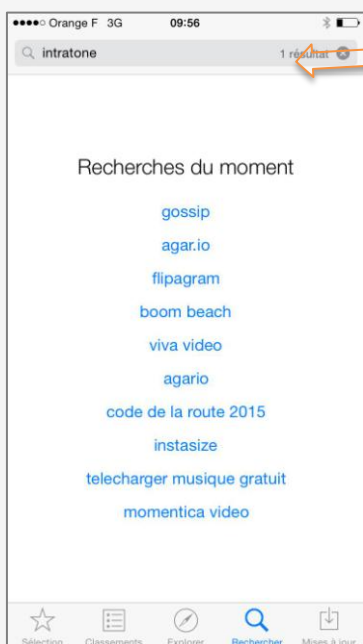 Orange F 3G 09:56
intratone 1 résultat
Recherches du moment
gossip
agar.io
flipagram
boom beach
viva video
agario
code de la route 2015
instasize
telecharger musique gratuit
momentica video
Sélection Classements Explorer Rechercher Mises à jour